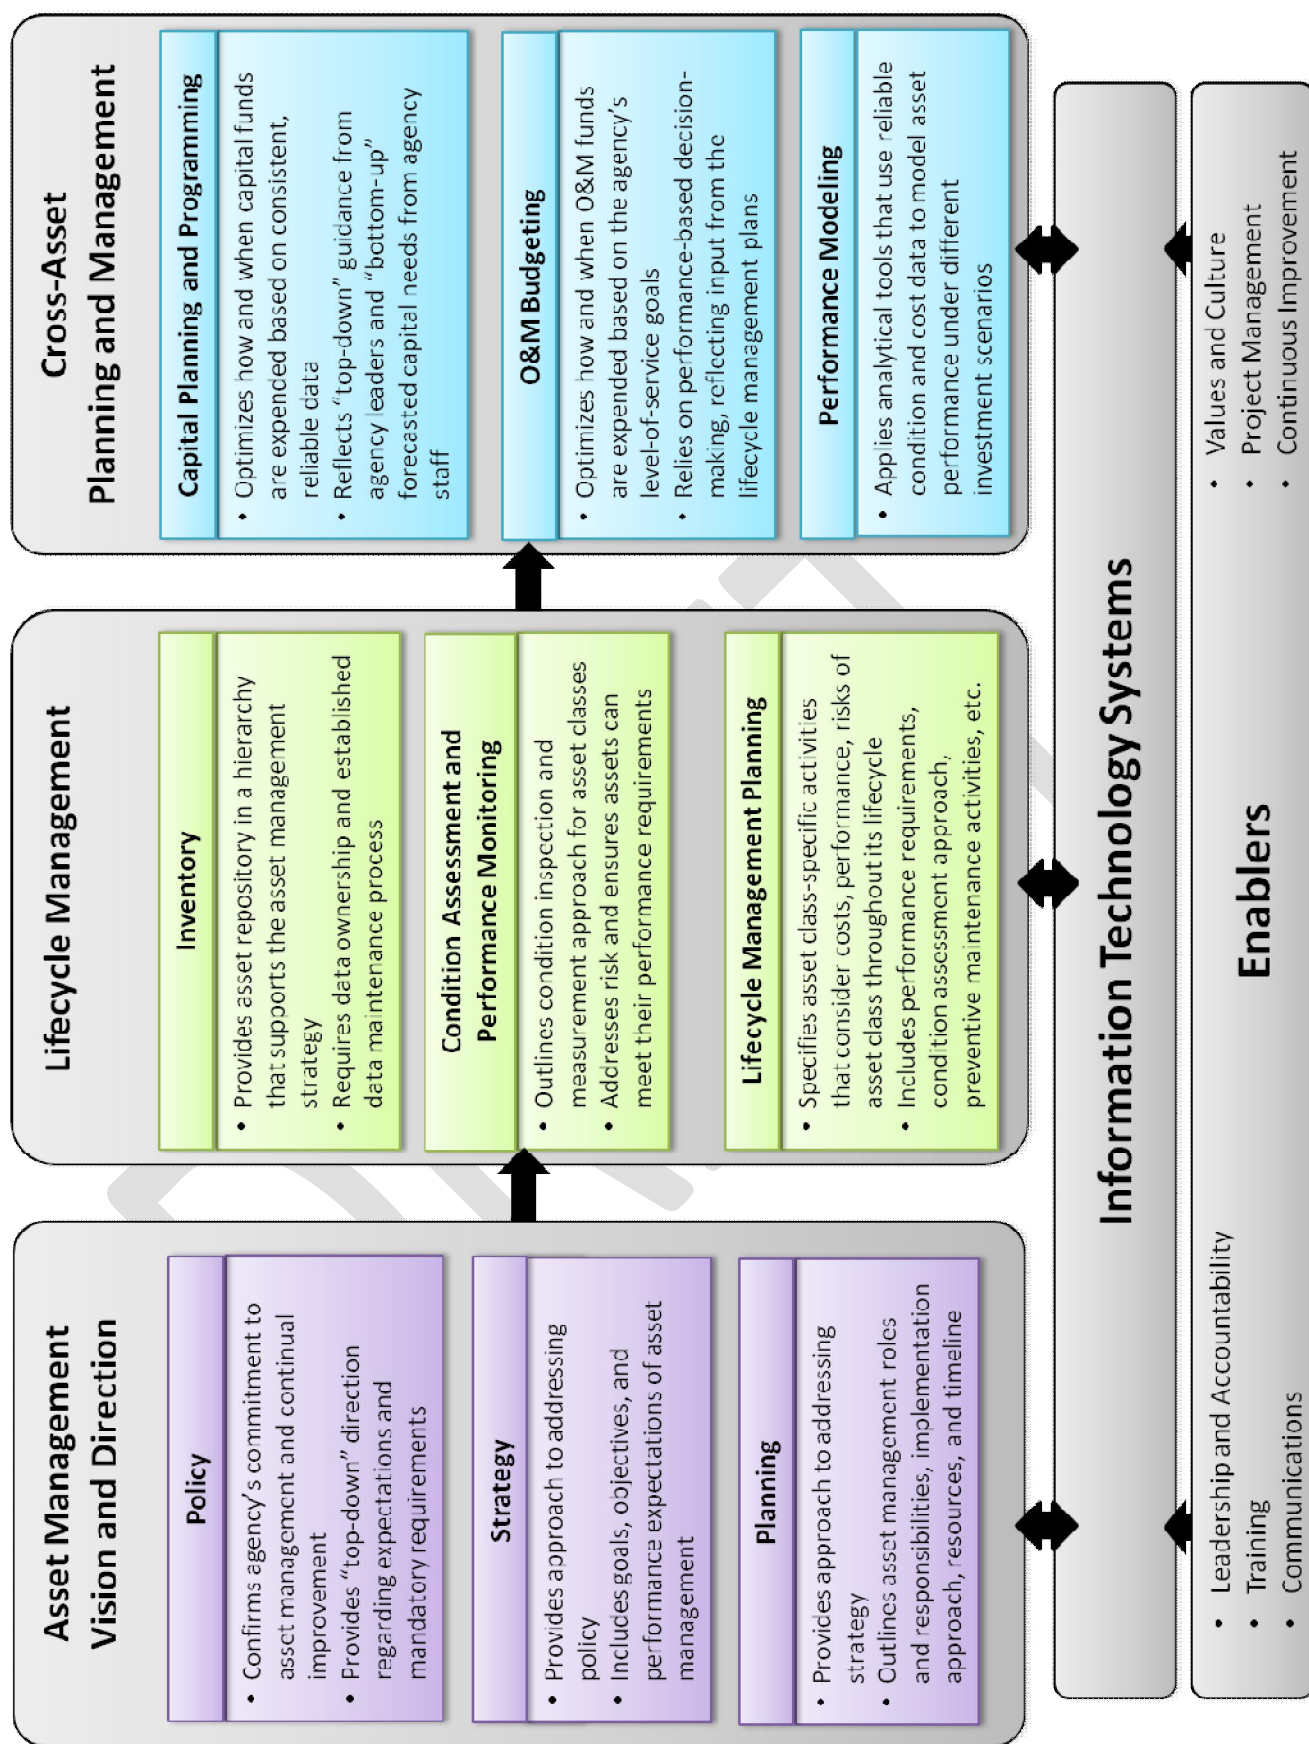 Asset Management
Vision and Direction
Policy
• Confirms agency's commitment to
asset management and continual
improvement
• Provides “top-down” direction
regarding expectations and
mandatory requirements
Strategy
• Provides approach to addressing
policy
• Includes goals, objectives, and
performance expectations of asset
management
Planning
• Provides approach to addressing
strategy
• Outlines asset management roles
and responsibilities, implementation
approach, resources, and timeline
Lifecycle Management
Inventory
• Provides asset repository in a hierarchy
that supports the asset management
strategy
• Requires data ownership and established
data maintenance process
Condition Assessment and
Performance Monitoring
• Outlines condition inspection and
measurement approach for asset classes
• Addresses risk and ensures assets can
meet their performance requirements
Lifecycle Management Planning
• Specifies asset class-specific activities
that consider costs, performance, risks of
asset class throughout its lifecycle
• Includes performance requirements,
condition assessment approach,
preventive maintenance activities, etc.
Cross-Asset
Planning and Management
Capital Planning and Programming
• Optimizes how and when capital funds
are expended based on consistent,
reliable data
• Reflects “top-down” guidance from
agency leaders and “bottom-up”
forecasted capital needs from agency
staff
O&M Budgeting
• Optimizes how and when O&M funds
are expended based on the agency's
level-of-service goals
• Relies on performance-based decision-
making, reflecting input from the
lifecycle management plans
Performance Modeling
• Applies analytical tools that use reliable
condition and cost data to model asset
performance under different
investment scenarios
Information Technology Systems
• Leadership and Accountability
• Training
• Communications
Enablers
• Values and Culture
• Project Management
• Continuous Improvement
DRAFT